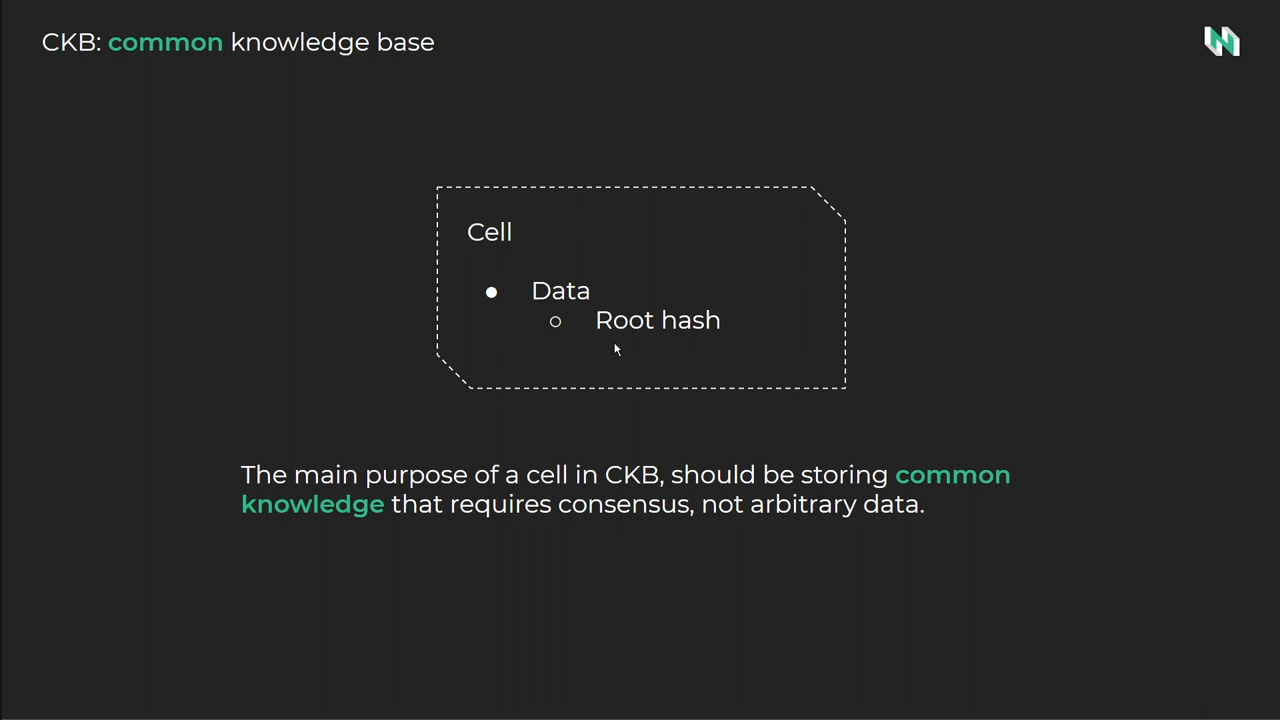 CKB: common knowledge base
Cell
● Data
○ Root hash
The main purpose of a cell in CKB, should be storing common
knowledge that requires consensus, not arbitrary data.